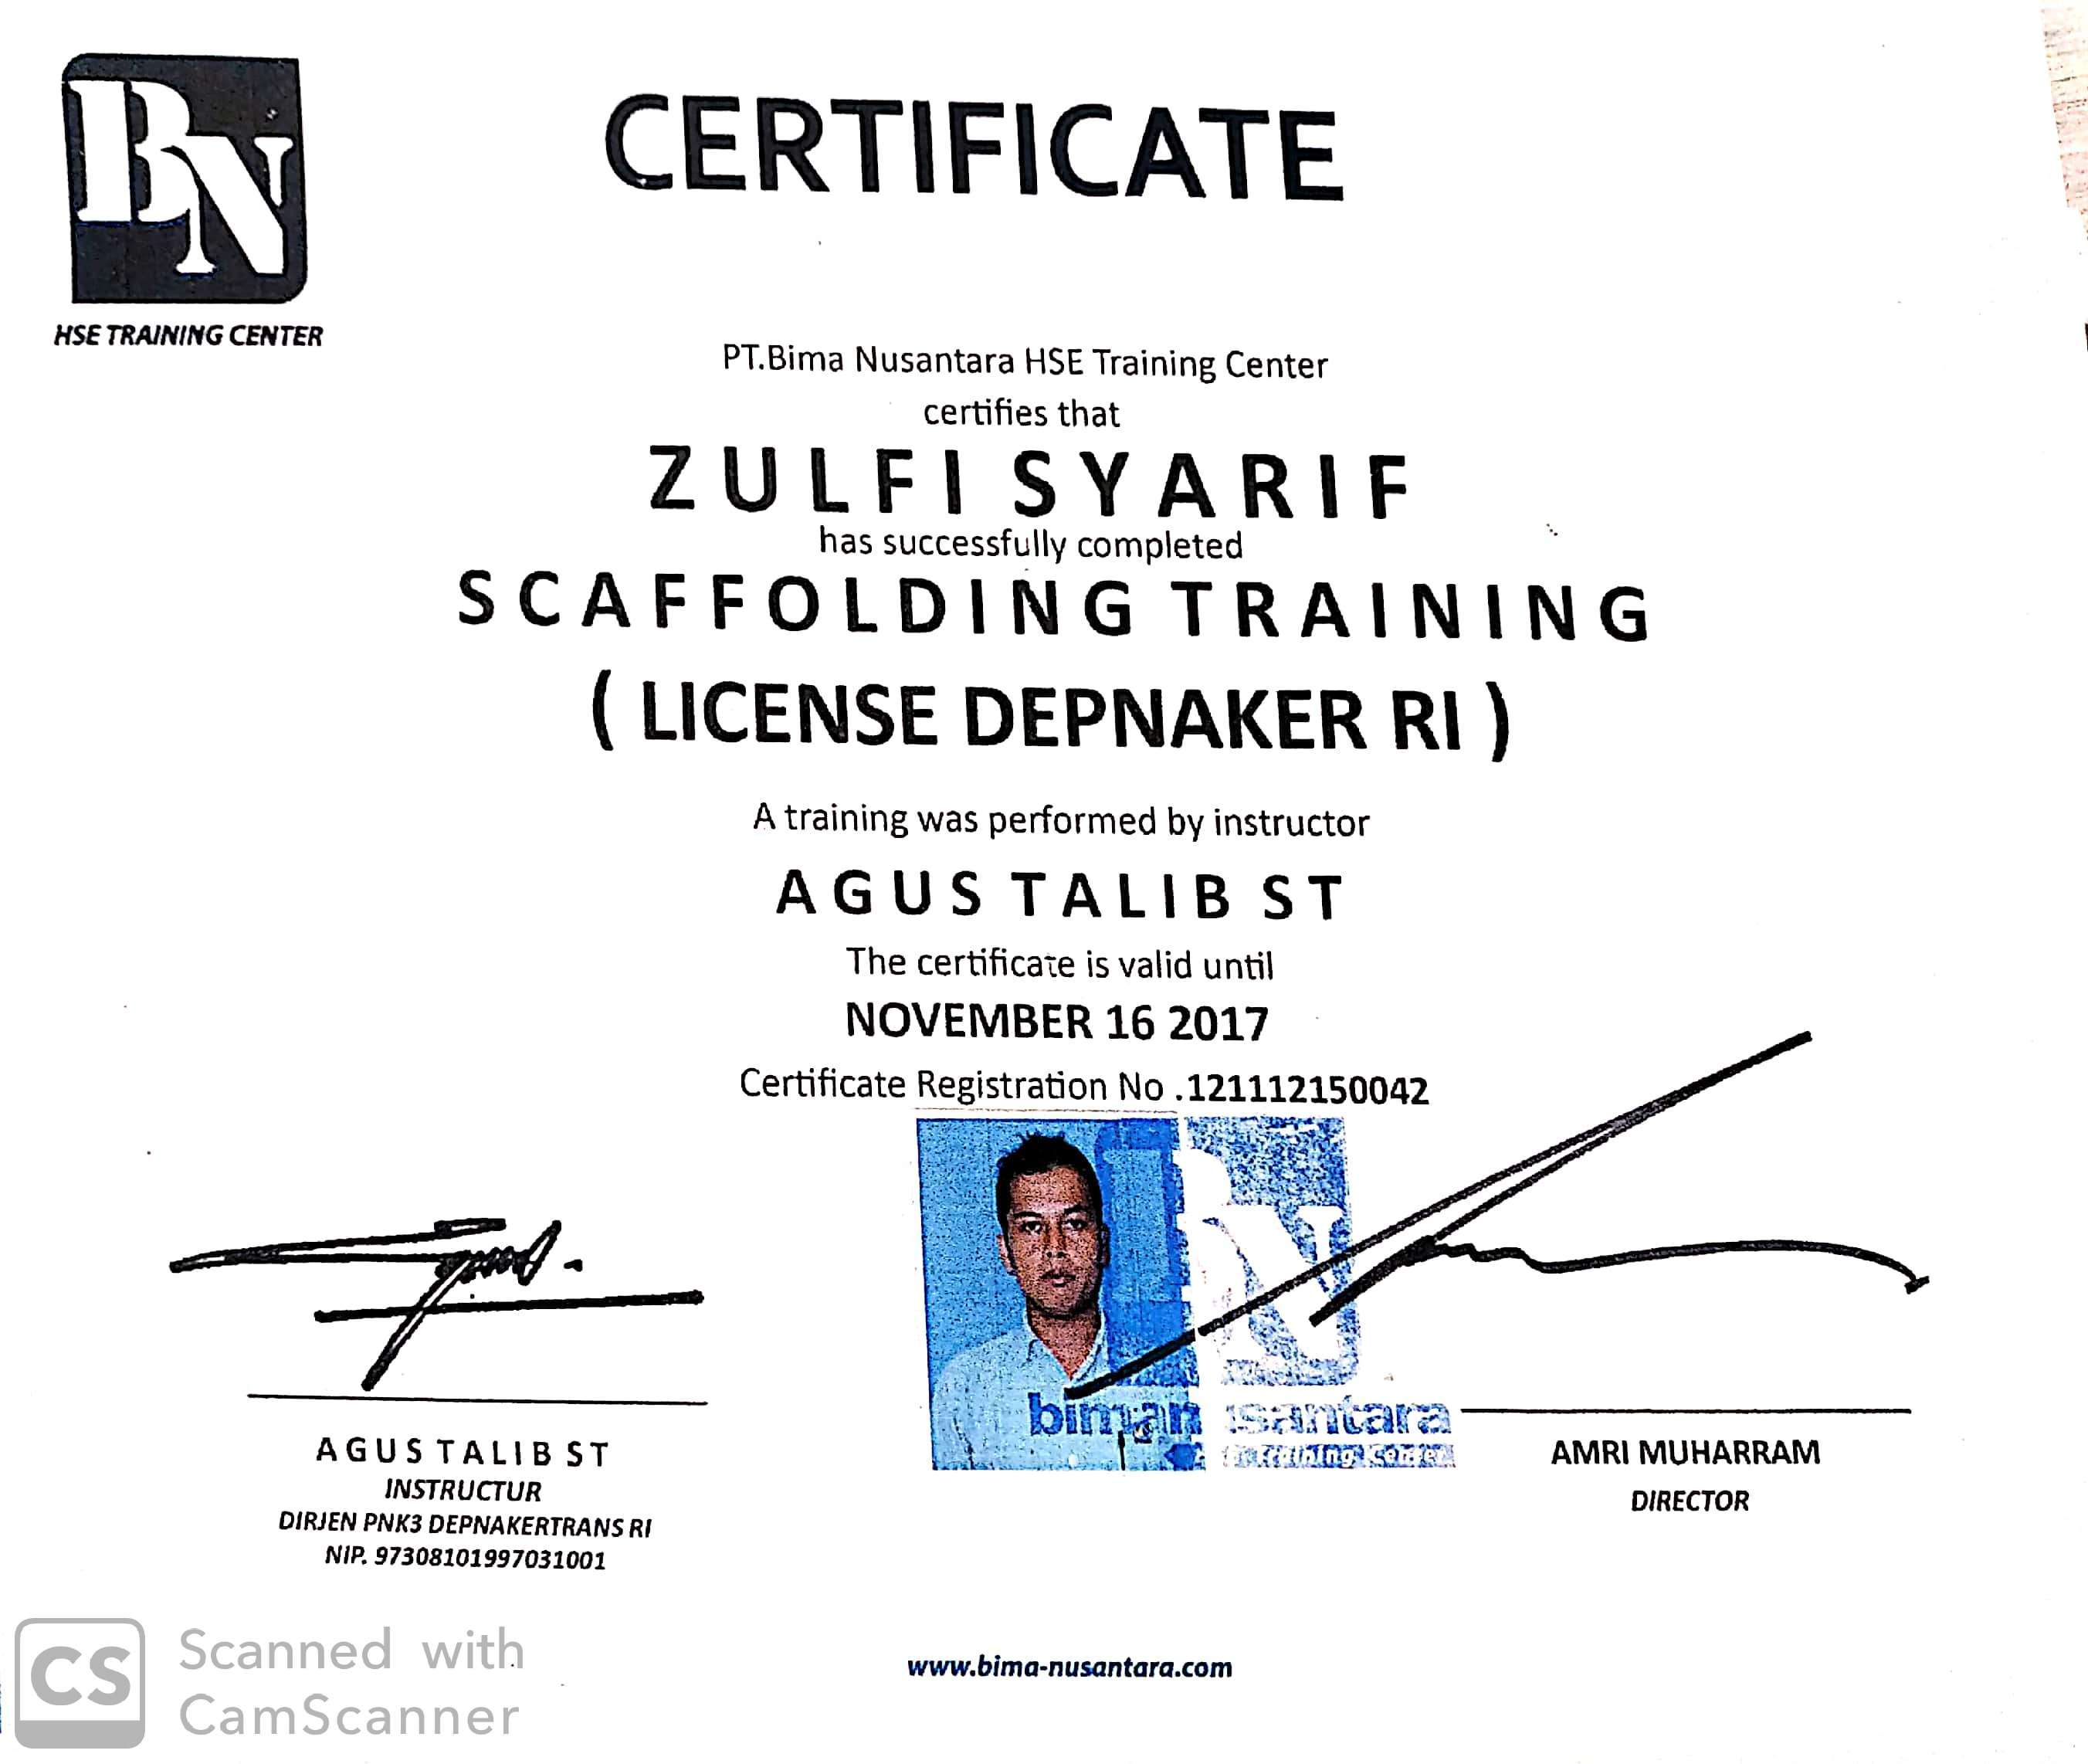 BN
HSE TRAINING CENTER
CERTIFICATE
PT.Bima Nusantara HSE Training Center
certifies that
ZULFI SYARIF
has successfully completed
SCAFFOLDING TRAINING
( LICENSE DEPNAKER RI )
A training was performed by instructor
AGUS TALIB ST
The certificate is valid until
NOVEMBER 16 2017
Certificate Registration No .121112150042
AGUS TALIB ST
INSTRUCTUR
DIRJEN PNK3 DEPNAKERTRANS RI
NIP. 97308101997031001
N
bima santara
Training Center
AMRI MUHARRAM
DIRECTOR
www.bima-nusantara.com
CS
Scanned with
CamScanner